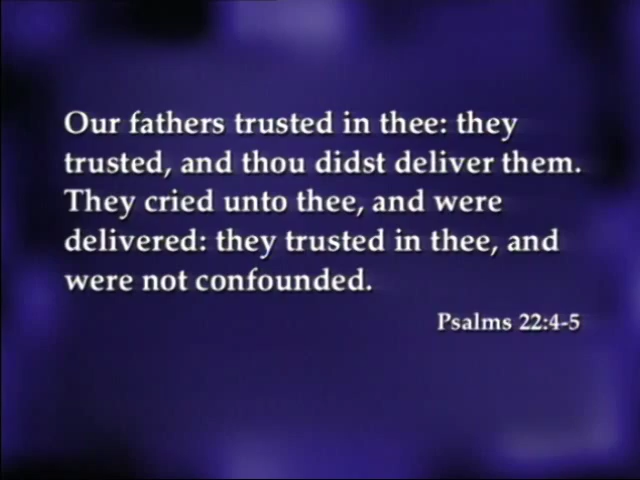 Our fathers trusted in thee: they
trusted, and thou didst deliver them.
They cried unto thee, and were
delivered: they trusted in thee, and
were not confounded.
Psalms 22:4-5